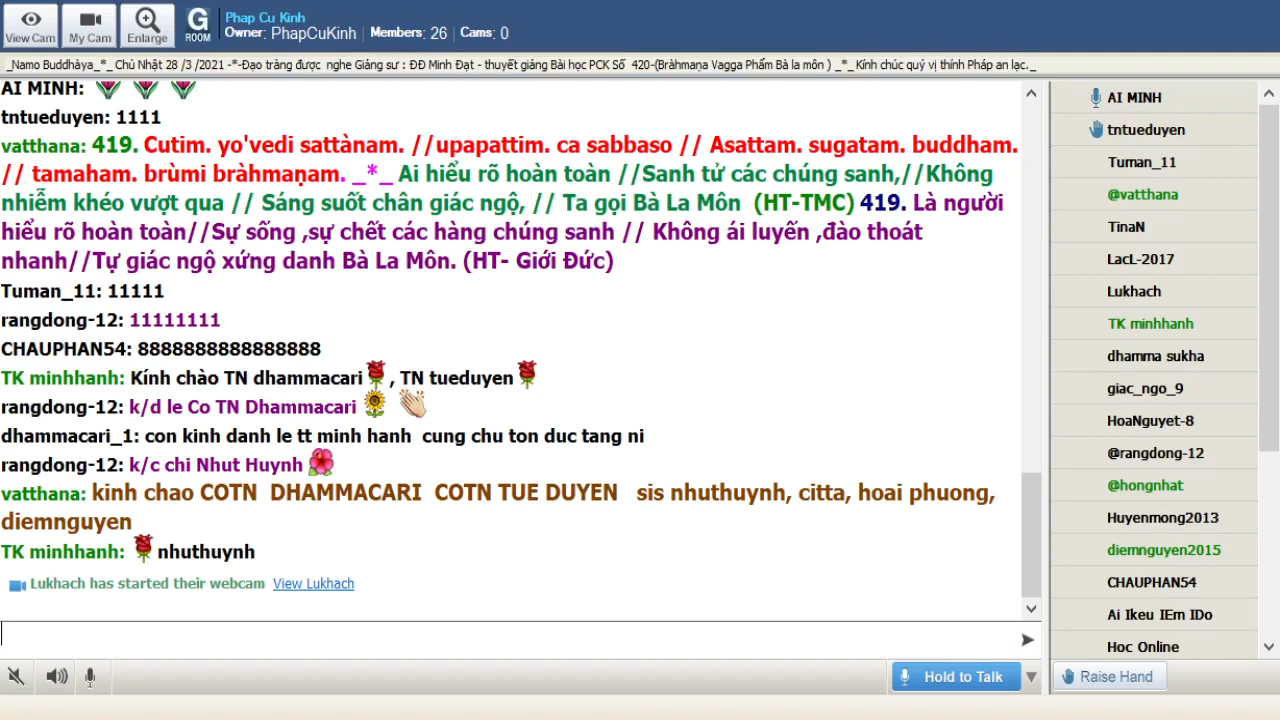 Phap Cu Kinh
View Cam
My Cam
Enlarge
G
ROOM
Owner: PhapCuKinh
Members: 26
Cams: 0
_Namo Buddhàya_*_ Chủ Nhật 28 /3 /2021 -*-Đạo tràng được nghe Giảng sư : ĐĐ Minh Đạt - thuyết giảng Bài học PCK Số 420-(Bràhmaṇa Vagga Phẩm Bà la môn ) _*_ Kính chúc quý vị thính Pháp an lạc._
AI MINH:
tntueduyen: 1111
vatthana: 419. Cutim. yo'vedi sattànam. //upapattim. ca sabbaso // Asattam. sugatam. buddham.
// tamaham. brùmi bràhmaṇam. _*_ Ai hiểu rõ hoàn toàn //Sanh tử các chúng sanh,//Không
nhiễm khéo vượt qua // Sáng suốt chân giác ngộ, // Ta gọi Bà La Môn (HT-TMC) 419. Là người
hiểu rõ hoàn toàn//Sự sống ,sự chết các hàng chúng sanh // Không ái luyến ,đào thoát
nhanh//Tự giác ngộ xứng danh Bà La Môn. (HT- Giới Đức)
Tuman_11: 11111
rangdong-12: 11111111
CHAUPHAN54: 8888888888888888
TK minhhanh: Kính chào TN dhammacari , TN tueduyen
rangdong-12: k/d le Co TN Dhammacari
dhammacari_1: con kinh danh le tt minh hanh cung chu ton duc tang ni
rangdong-12: k/c chi Nhut Huynh
vatthana: kinh chao COTN DHAMMACARI COTN TUE DUYEN sis nhuthuynh, citta, hoai phuong,
diemnguyen
TK minhhanh: nhuthuynh
Lukhach has started their webcam View Lukhach
Hold to Talk
AI MINH
tntueduyen
Tuman_11
@vatthana
TinaN
LacL-2017
Lukhach
TK minhhanh
dhamma sukha
giac_ngo_9
HoaNguyet-8
@rangdong-12
@hongnhat
Huyenmong2013
diemnguyen2015
CHAUPHAN54
Ai Ikeu IEm IDo
Hoc Online
Raise Hand